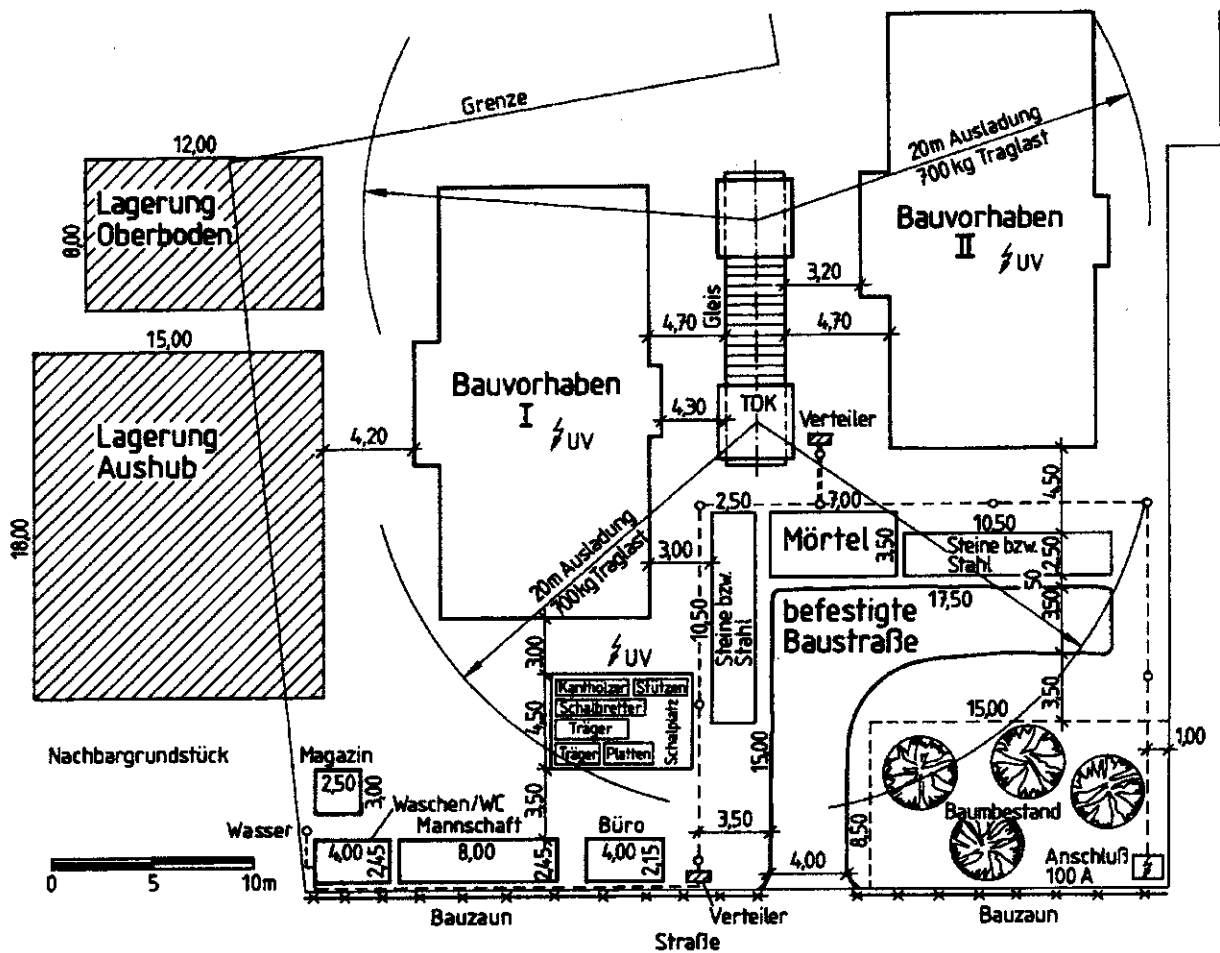 Grenze
12,00
Lagerung
Oberboden
8,00
20m Ausladung
700kg Traglast
Bauvorhaben
II
UV
3,20
Gleis
4,70
4,70
15,00
Bauvorhaben
I
UV
4,30
TDK
Verteiler
Lagerung
Aushub
4,20
18,00
4,50
2,50
7,00
Mörtel
3,50
10,50
Steine bzw.
Stahl
2,50
50
20m Ausladung
700kg Traglast
3,00
10,50
Steine bzw.
Stahl
befestigte
Baustraße
17,50
3,50
3,00
UV
Kanthölzer
Stützen
Schalbretter
Träger
Träger
Platten
Schalplatz
4,50
3,50
15,00
3,50
15,00
1,00
Nachbargrundstück
Magazin
2,50
3,00
Waschen/WC
Mannschaft
Büro
Wasser
4,00
2,45
8,00
2,45
4,00
2,15
3,50
4,00
8,50
Baumbestand
Anschluß
100 A
0
5
10m
Bauzaun
Verteiler
Bauzaun
Straße